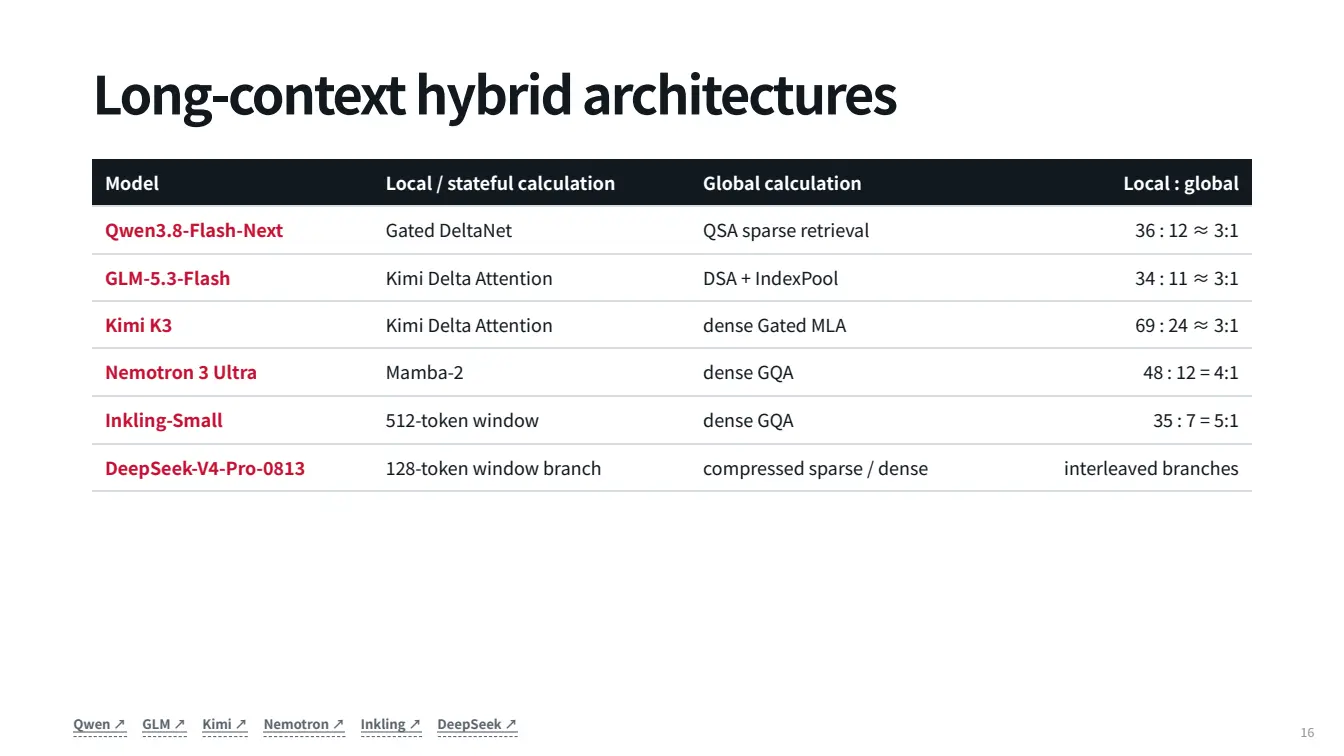 Long-context hybrid architectures
Model Local / stateful calculation Global calculation Local : global
Qwen3.8-Flash-Next Gated DeltaNet QSA sparse retrieval 36 : 12 ≈ 3:1
GLM-5.3-Flash Kimi Delta Attention DSA + IndexPool 34 : 11 ≈ 3:1
Kimi K3 Kimi Delta Attention dense Gated MLA 69 : 24 ≈ 3:1
Nemotron 3 Ultra Mamba-2 dense GQA 48 : 12 = 4:1
Inkling-Small 512-token window dense GQA 35 : 7 = 5:1
DeepSeek-V4-Pro-0813 128-token window branch compressed sparse / dense interleaved branches
Qwen ↗ GLM ↗ Kimi ↗ Nemotron ↗ Inkling ↗ DeepSeek ↗
16